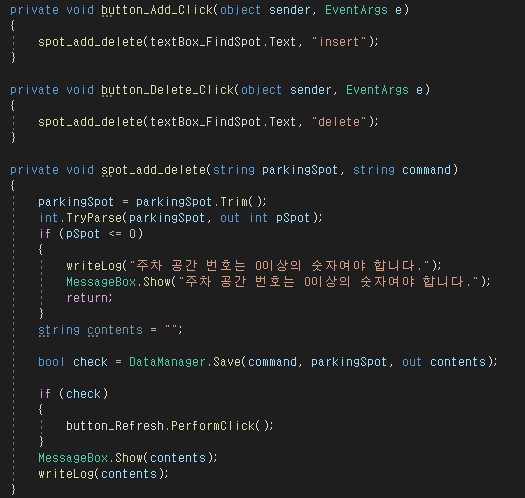 private void button_Add_Click(object sender, EventArgs e)
{
    spot_add_delete(textBox_FindSpot.Text, "insert");
}

private void button_Delete_Click(object sender, EventArgs e)
{
    spot_add_delete(textBox_FindSpot.Text, "delete");
}

private void spot_add_delete(string parkingSpot, string command)
{
    parkingSpot = parkingSpot.Trim();
    int.TryParse(parkingSpot, out int pSpot);
    if (pSpot <= 0)
    {
        writeLog("주차 공간 번호는 0이상의 숫자여야 합니다.");
        MessageBox.Show("주차 공간 번호는 0이상의 숫자여야 합니다.");
        return;
    }
    string contents = "";

    bool check = DataManager.Save(command, parkingSpot, out contents);

    if (check)
    {
        button_Refresh.PerformClick();
    }
    MessageBox.Show(contents);
    writeLog(contents);
}